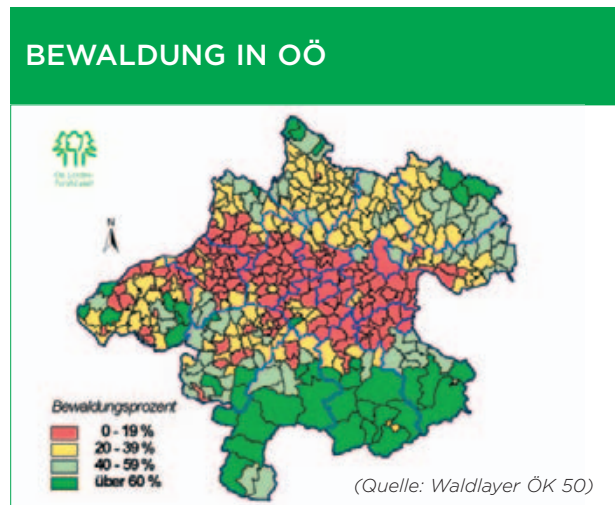 BEWALDUNG IN OÖ
N
Bewaldungsprozent
0 - 19 %
20 - 39 %
40 - 59 %
über 60 %
(Quelle: Waldlayer ÖK 50)